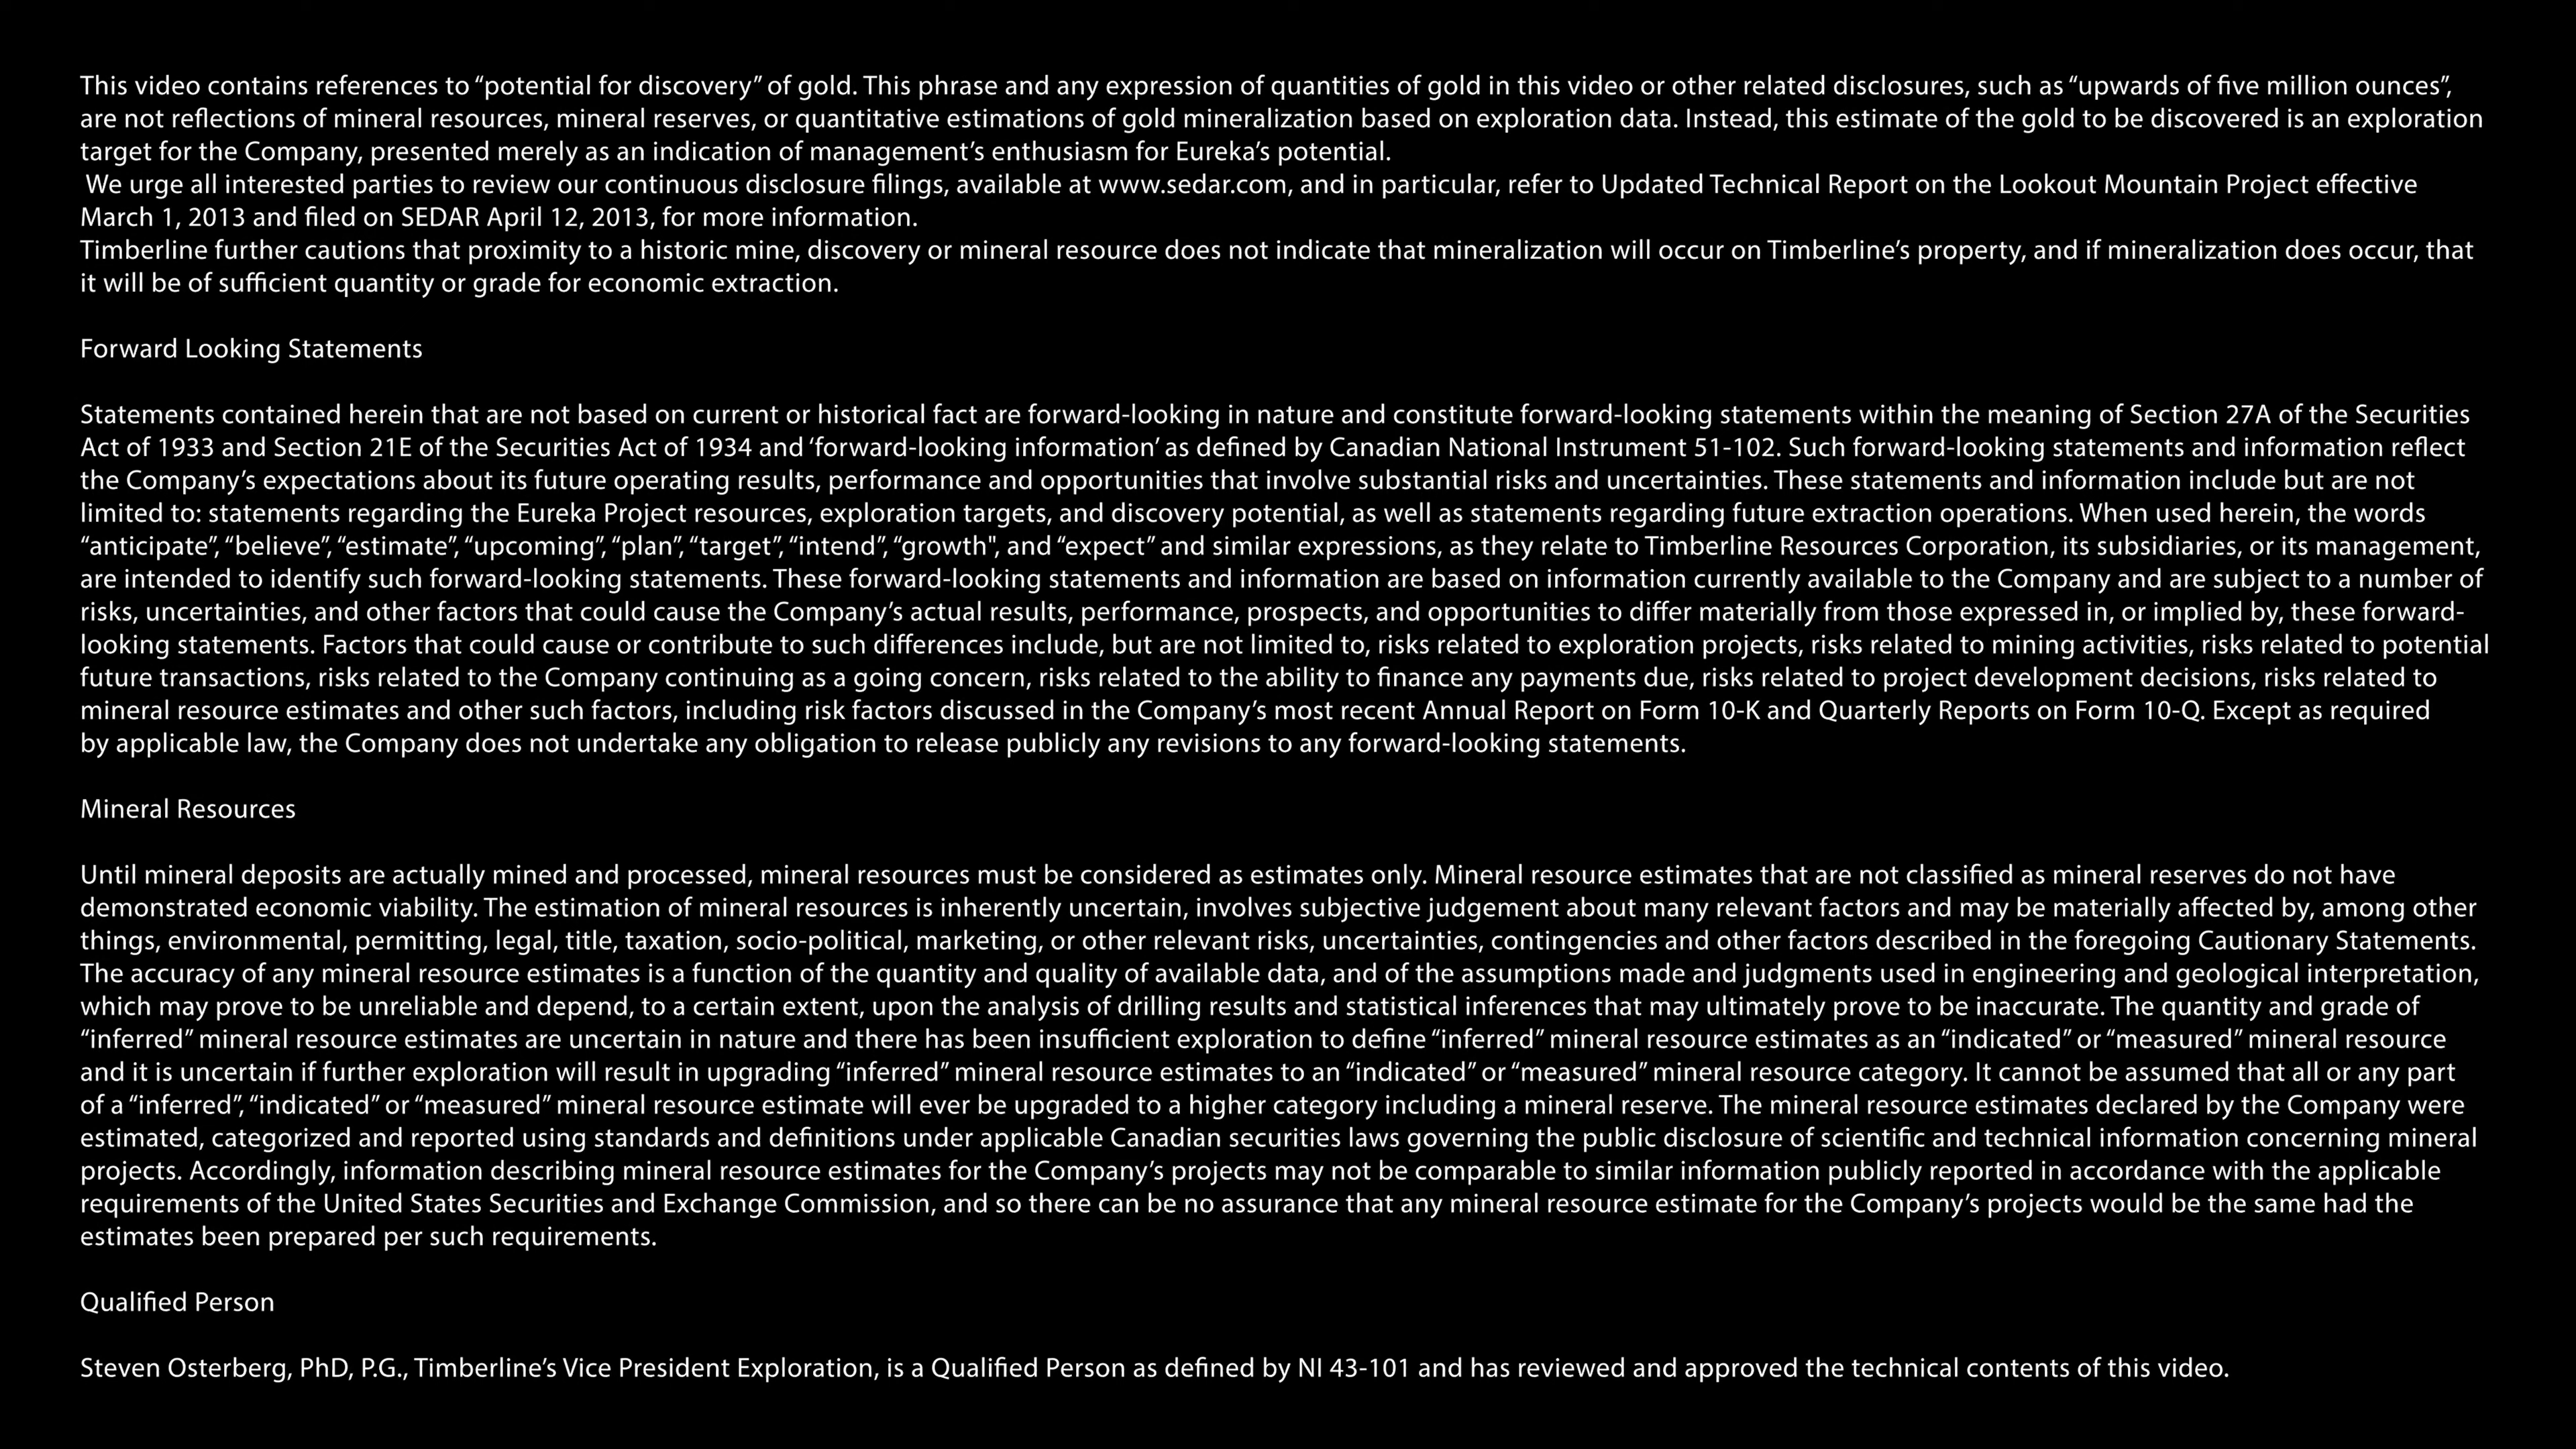 This video contains references to “potential for discovery” of gold. This phrase and any expression of quantities of gold in this video or other related disclosures, such as “upwards of five million ounces”,
are not reflections of mineral resources, mineral reserves, or quantitative estimations of gold mineralization based on exploration data. Instead, this estimate of the gold to be discovered is an exploration
target for the Company, presented merely as an indication of management’s enthusiasm for Eureka’s potential.
We urge all interested parties to review our continuous disclosure filings, available at www.sedar.com, and in particular, refer to Updated Technical Report on the Lookout Mountain Project effective
March 1, 2013 and filed on SEDAR April 12, 2013, for more information.
Timberline further cautions that proximity to a historic mine, discovery or mineral resource does not indicate that mineralization will occur on Timberline’s property, and if mineralization does occur, that
it will be of sufficient quantity or grade for economic extraction.
Forward Looking Statements
Statements contained herein that are not based on current or historical fact are forward-looking in nature and constitute forward-looking statements within the meaning of Section 27A of the Securities
Act of 1933 and Section 21E of the Securities Act of 1934 and ‘forward-looking information’ as defined by Canadian National Instrument 51-102. Such forward-looking statements and information reflect
the Company’s expectations about its future operating results, performance and opportunities that involve substantial risks and uncertainties. These statements and information include but are not
limited to: statements regarding the Eureka Project resources, exploration targets, and discovery potential, as well as statements regarding future extraction operations. When used herein, the words
“anticipate”, “believe”, “estimate”, “upcoming”, “plan”, “target”, “intend”, “growth", and “expect” and similar expressions, as they relate to Timberline Resources Corporation, its subsidiaries, or its management,
are intended to identify such forward-looking statements. These forward-looking statements and information are based on information currently available to the Company and are subject to a number of
risks, uncertainties, and other factors that could cause the Company’s actual results, performance, prospects, and opportunities to differ materially from those expressed in, or implied by, these forward-
looking statements. Factors that could cause or contribute to such differences include, but are not limited to, risks related to exploration projects, risks related to mining activities, risks related to potential
future transactions, risks related to the Company continuing as a going concern, risks related to the ability to finance any payments due, risks related to project development decisions, risks related to
mineral resource estimates and other such factors, including risk factors discussed in the Company’s most recent Annual Report on Form 10-K and Quarterly Reports on Form 10-Q. Except as required
by applicable law, the Company does not undertake any obligation to release publicly any revisions to any forward-looking statements.
Mineral Resources
Until mineral deposits are actually mined and processed, mineral resources must be considered as estimates only. Mineral resource estimates that are not classified as mineral reserves do not have
demonstrated economic viability. The estimation of mineral resources is inherently uncertain, involves subjective judgement about many relevant factors and may be materially affected by, among other
things, environmental, permitting, legal, title, taxation, socio-political, marketing, or other relevant risks, uncertainties, contingencies and other factors described in the foregoing Cautionary Statements.
The accuracy of any mineral resource estimates is a function of the quantity and quality of available data, and of the assumptions made and judgments used in engineering and geological interpretation,
which may prove to be unreliable and depend, to a certain extent, upon the analysis of drilling results and statistical inferences that may ultimately prove to be inaccurate. The quantity and grade of
“inferred” mineral resource estimates are uncertain in nature and there has been insufficient exploration to define “inferred” mineral resource estimates as an “indicated” or “measured” mineral resource
and it is uncertain if further exploration will result in upgrading “inferred” mineral resource estimates to an “indicated” or “measured” mineral resource category. It cannot be assumed that all or any part
of a “inferred”, “indicated” or “measured” mineral resource estimate will ever be upgraded to a higher category including a mineral reserve. The mineral resource estimates declared by the Company were
estimated, categorized and reported using standards and definitions under applicable Canadian securities laws governing the public disclosure of scientific and technical information concerning mineral
projects. Accordingly, information describing mineral resource estimates for the Company’s projects may not be comparable to similar information publicly reported in accordance with the applicable
requirements of the United States Securities and Exchange Commission, and so there can be no assurance that any mineral resource estimate for the Company’s projects would be the same had the
estimates been prepared per such requirements.
Qualified Person
Steven Osterberg, PhD, P.G., Timberline’s Vice President Exploration, is a Qualified Person as defined by NI 43-101 and has reviewed and approved the technical contents of this video.